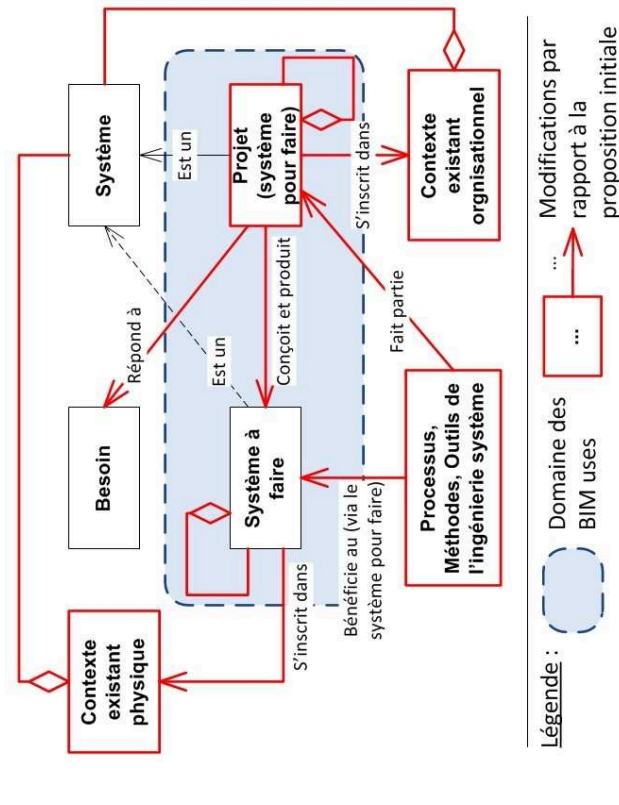 Contexte
existant
physique
Besoin
Système
Répond à
Est un
Est un
Système à
faire
Conçoit et produit
Projet
(système
pour faire)
S'inscrit dans
S'inscrit dans
Bénéficie au (via le
système pour faire)
Fait partie
Processus,
Méthodes, Outils de
l'ingénierie système
Contexte
existant
orgnisationnel
Légende :
Domaine des
BIM uses
...
...
Modifications par
rapport à la
proposition initiale